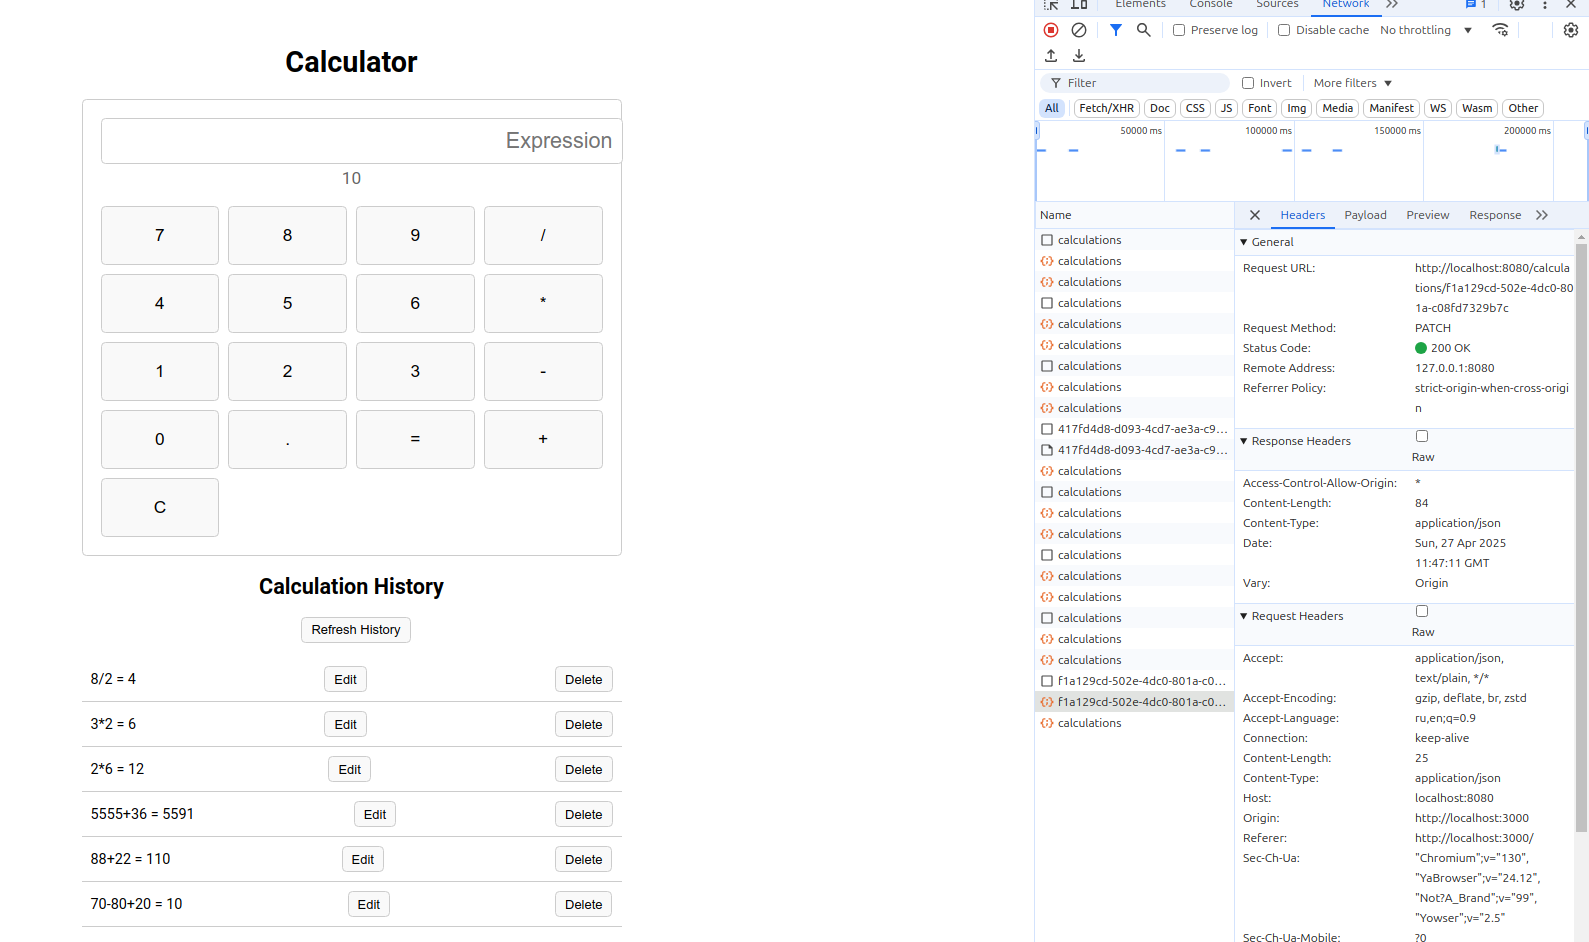 Calculator
Expression
10
7 8 9 /
4 5 6 *
1 2 3 -
0 . = +
C
Calculation History
Refresh History
8/2 = 4 Edit Delete
3*2 = 6 Edit Delete
2*6 = 12 Edit Delete
5555+36 = 5591 Edit Delete
88+22 = 110 Edit Delete
70-80+20 = 10 Edit Delete
Elements Console Sources Network 1
Preserve log Disable cache No throttling
Filter Invert More filters
All Fetch/XHR Doc CSS JS Font Img Media Manifest WS Wasm Other
50000 ms 100000 ms 150000 ms 200000 ms
Name
calculations
calculations
calculations
calculations
calculations
calculations
calculations
calculations
calculations
417fd4d8-d093-4cd7-ae3a-c9...
417fd4d8-d093-4cd7-ae3a-c9...
calculations
calculations
calculations
calculations
calculations
calculations
calculations
calculations
calculations
calculations
f1a129cd-502e-4dc0-801a-c0...
f1a129cd-502e-4dc0-801a-c0...
calculations
Headers Payload Preview Response
General
Request URL: http://localhost:8080/calcula
tions/f1a129cd-502e-4dc0-80
1a-c08fd7329b7c
Request Method: PATCH
Status Code: 200 OK
Remote Address: 127.0.0.1:8080
Referrer Policy: strict-origin-when-cross-origi
n
Response Headers
Raw
Access-Control-Allow-Origin: *
Content-Length: 84
Content-Type: application/json
Date: Sun, 27 Apr 2025
11:47:11 GMT
Vary: Origin
Request Headers
Raw
Accept: application/json,
text/plain, */*
Accept-Encoding: gzip, deflate, br, zstd
Accept-Language: ru,en;q=0.9
Connection: keep-alive
Content-Length: 25
Content-Type: application/json
Host: localhost:8080
Origin: http://localhost:3000
Referer: http://localhost:3000/
Sec-Ch-Ua: "Chromium";v="130",
"YaBrowser";v="24.12",
"Not?A_Brand";v="99",
"Yowser";v="2.5"
Sec-Ch-Ua-Mobile: ?0